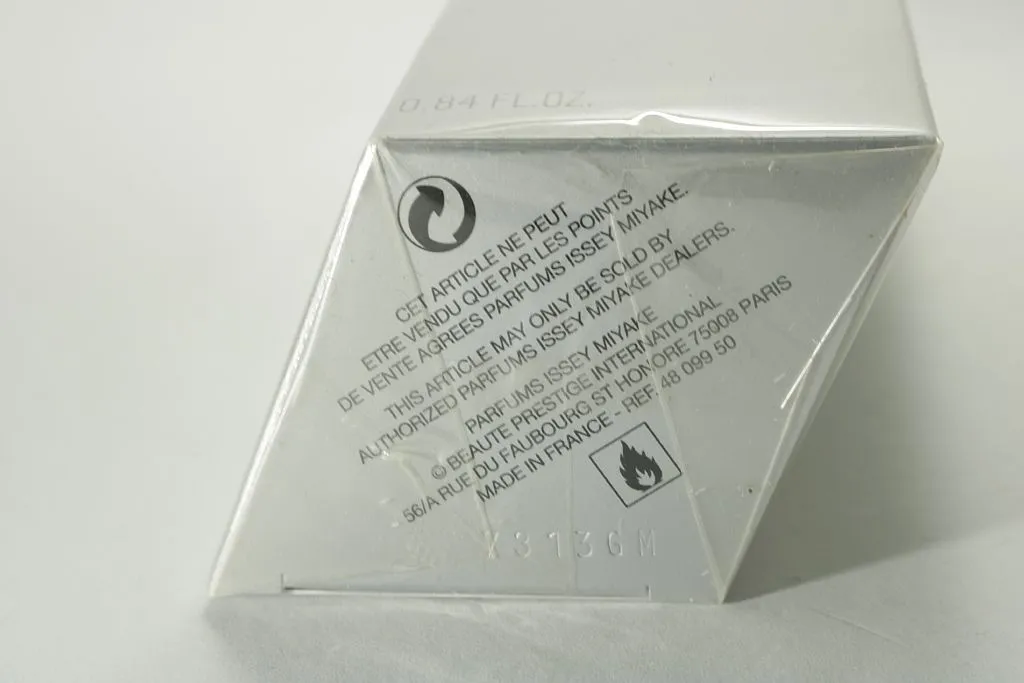 0.84 FL.OZ.
CET ARTICLE NE PEUT
ETRE VENDU QUE PAR LES POINTS
DE VENTE AGREES PARFUMS ISSEY MIYAKE.
THIS ARTICLE MAY ONLY BE SOLD BY
AUTHORIZED PARFUMS ISSEY MIYAKE DEALERS.
PARFUMS ISSEY MIYAKE
© BEAUTE PRESTIGE INTERNATIONAL
56/A RUE DU FAUBOURG ST HONORE 75008 PARIS
MADE IN FRANCE - REF. 48 099 50